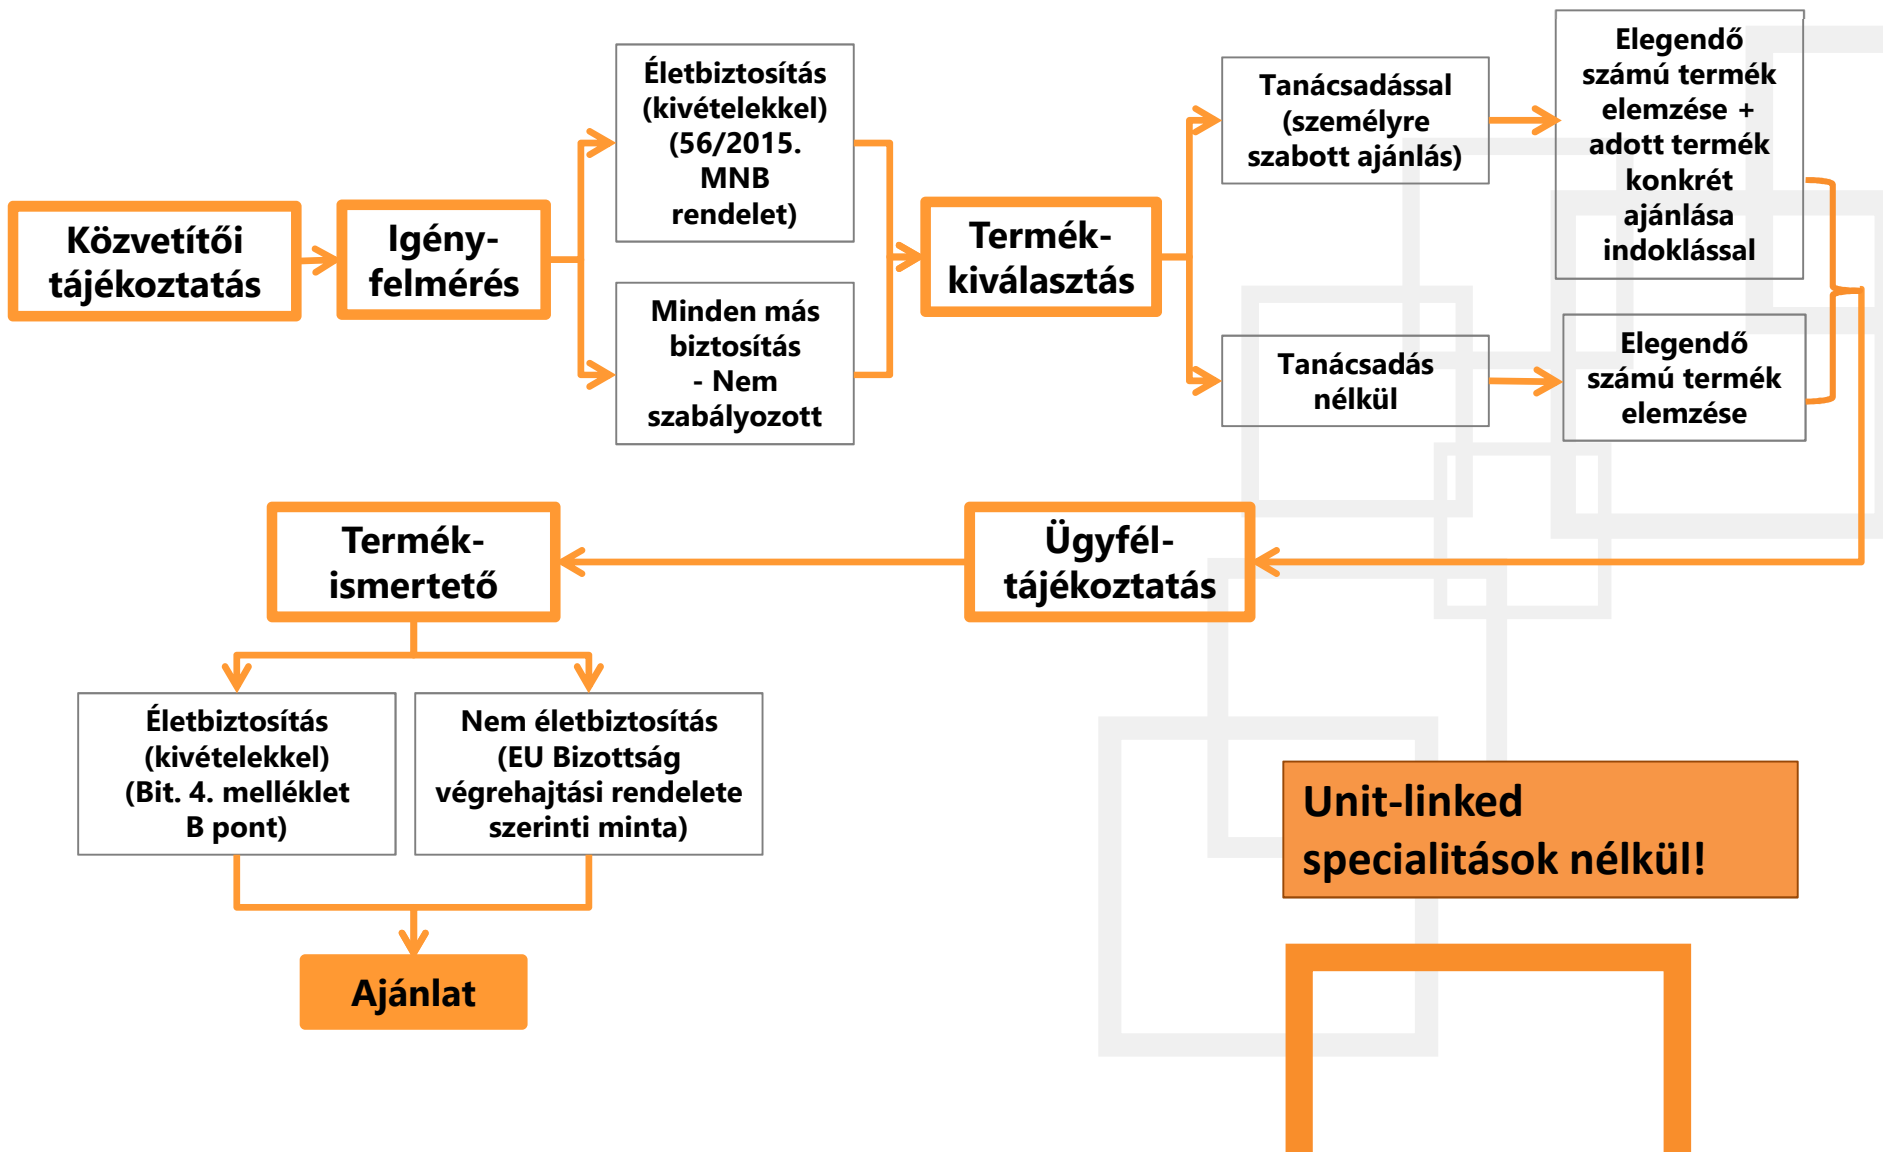 Közvetítői
tájékoztatás
Igény-
felmérés
Életbiztosítás
(kivételekkel)
(56/2015.
MNB
rendelet)
Minden más
biztosítás
- Nem
szabályozott
Termék-
kiválasztás
Tanácsadással
(személyre
szabott ajánlás)
Elegendő
számú termék
elemzése +
adott termék
konkrét
ajánlása
indoklással
Tanácsadás
nélkül
Elegendő
számú termék
elemzése
Ügyfél-
tájékoztatás
Termék-
ismertető
Életbiztosítás
(kivételekkel)
(Bit. 4. melléklet
B pont)
Nem életbiztosítás
(EU Bizottság
végrehajtási rendelete
szerinti minta)
Ajánlat
Unit-linked
specialitások nélkül!